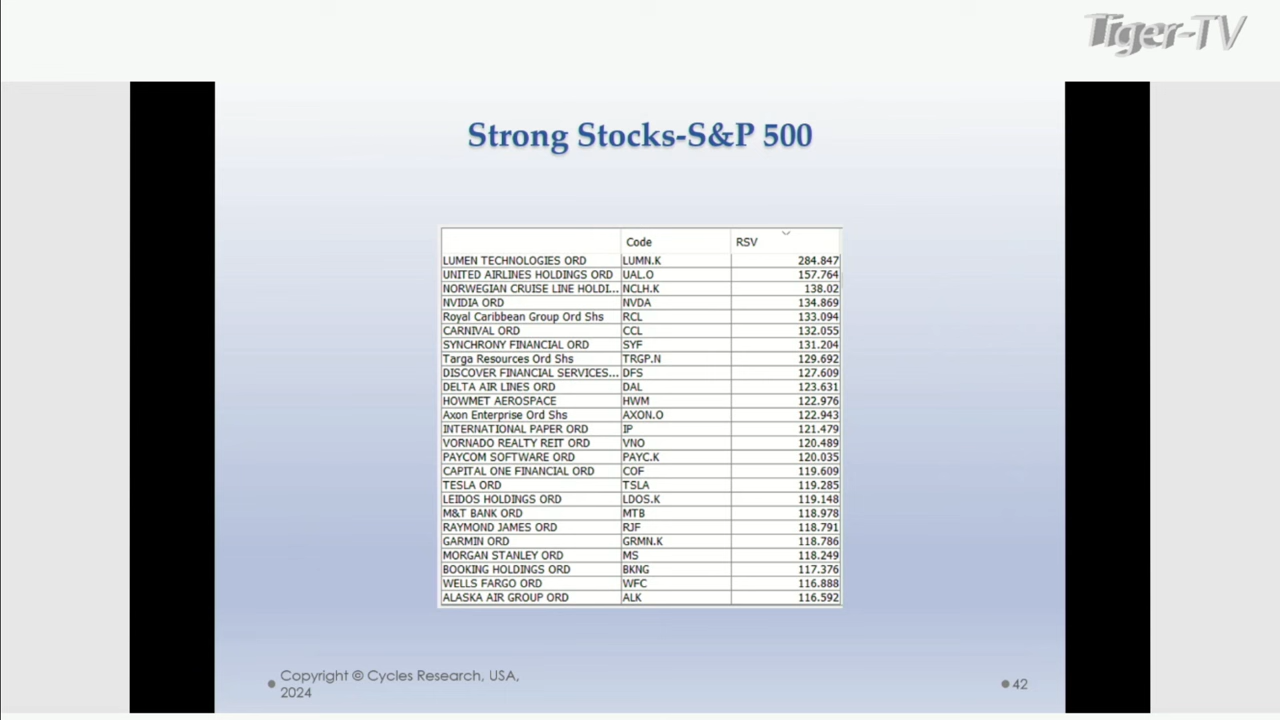 Tiger-TV
Strong Stocks-S&P 500
Code RSV
LUMEN TECHNOLOGIES ORD LUMN.K 284.847
UNITED AIRLINES HOLDINGS ORD UAL.O 157.764
NORWEGIAN CRUISE LINE HOLDI... NCLH.K 138.02
NVIDIA ORD NVDA 134.869
Royal Caribbean Group Ord Shs RCL 133.094
CARNIVAL ORD CCL 132.055
SYNCHRONY FINANCIAL ORD SYF 131.204
Targa Resources Ord Shs TRGP.N 129.692
DISCOVER FINANCIAL SERVICES... DFS 127.609
DELTA AIR LINES ORD DAL 123.631
HOWMET AEROSPACE HWM 122.976
Axon Enterprise Ord Shs AXON.O 122.943
INTERNATIONAL PAPER ORD IP 121.479
VORNADO REALTY REIT ORD VNO 120.489
PAYCOM SOFTWARE ORD PAYC.K 120.035
CAPITAL ONE FINANCIAL ORD COF 119.609
TESLA ORD TSLA 119.285
LEIDOS HOLDINGS ORD LDOS.K 119.148
M&T BANK ORD MTB 118.978
RAYMOND JAMES ORD RJF 118.791
GARMIN ORD GRMN.K 118.786
MORGAN STANLEY ORD MS 118.249
BOOKING HOLDINGS ORD BKNG 117.376
WELLS FARGO ORD WFC 116.888
ALASKA AIR GROUP ORD ALK 116.592
Copyright © Cycles Research, USA,
2024
42